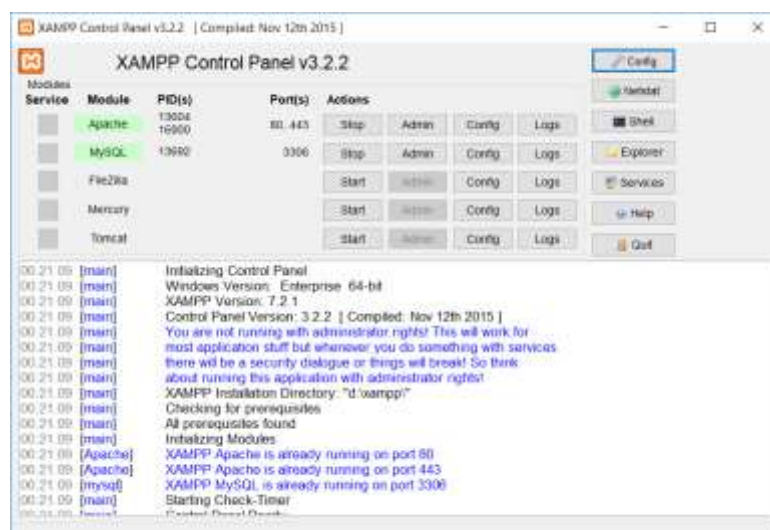 XAMPP Control Panel v3.2.2 [ Compiled: Nov 12th 2015 ]
XAMPP Control Panel v3.2.2
Config
Modules
Service Module PID(s) Port(s) Actions
Netstat
Apache 13604 16900 80, 443 Stop Admin Config Logs
Shell
MySQL 13692 3306 Stop Admin Config Logs
Explorer
FileZilla Start Admin Config Logs
Services
Mercury Start Admin Config Logs
Help
Tomcat Start Admin Config Logs
Quit
00:21:09 [main] Initializing Control Panel
00:21:09 [main] Windows Version: Enterprise 64-bit
00:21:09 [main] XAMPP Version: 7.2.1
00:21:09 [main] Control Panel Version: 3.2.2 [ Compiled: Nov 12th 2015 ]
00:21:09 [main] You are not running with administrator rights! This will work for
00:21:09 [main] most application stuff but whenever you do something with services
00:21:09 [main] there will be a security dialogue or things will break! So think
00:21:09 [main] about running this application with administrator rights!
00:21:09 [main] XAMPP Installation Directory: "d:\xampp\"
00:21:09 [main] Checking for prerequisites
00:21:09 [main] All prerequisites found
00:21:09 [main] Initializing Modules
00:21:09 [Apache] XAMPP Apache is already running on port 80
00:21:09 [Apache] XAMPP Apache is already running on port 443
00:21:09 [mysql] XAMPP MySQL is already running on port 3306
00:21:09 [main] Starting Check-Timer
00:21:09 [main] Control Panel Ready